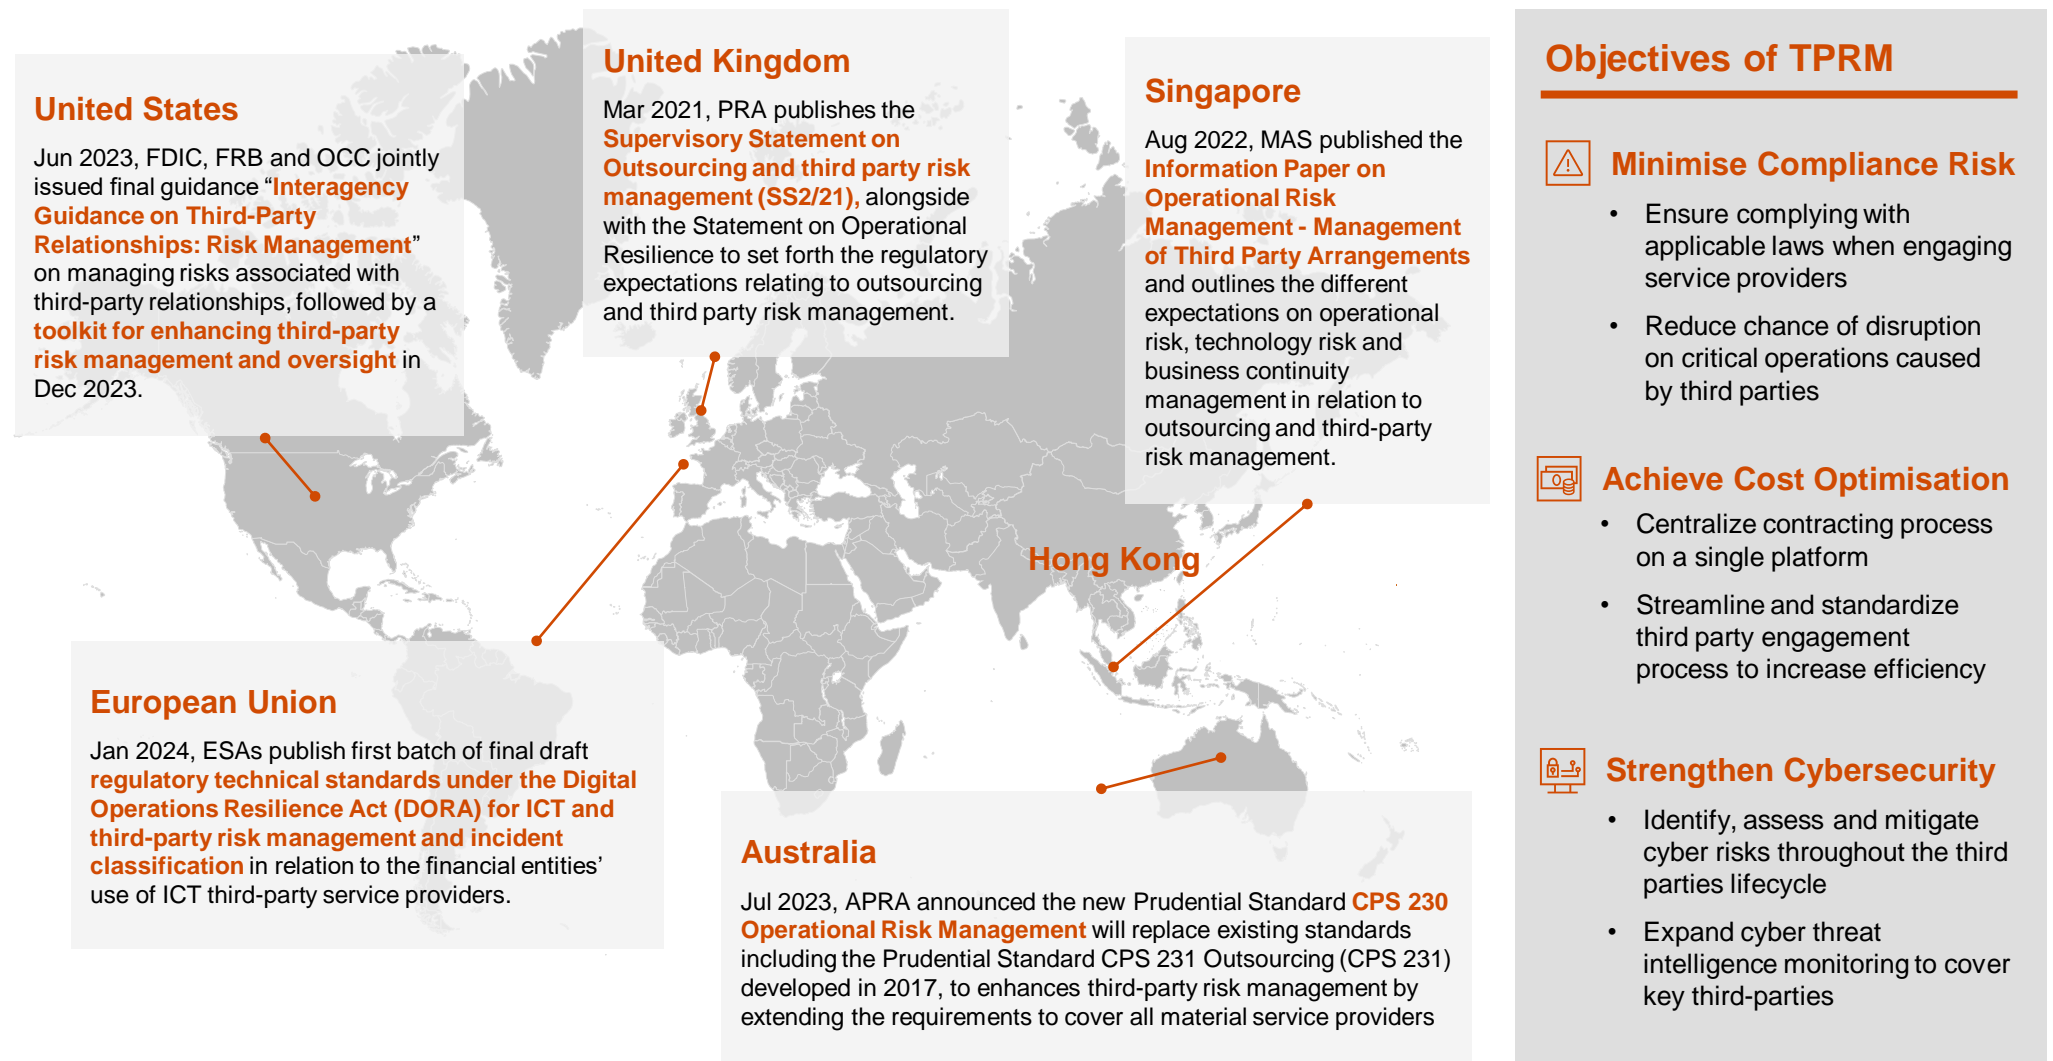 United States
Jun 2023, FDIC, FRB and OCC jointly
issued final guidance “Interagency
Guidance on Third-Party
Relationships: Risk Management”
on managing risks associated with
third-party relationships, followed by a
toolkit for enhancing third-party
risk management and oversight in
Dec 2023.
United Kingdom
Mar 2021, PRA publishes the
Supervisory Statement on
Outsourcing and third party risk
management (SS2/21), alongside
with the Statement on Operational
Resilience to set forth the regulatory
expectations relating to outsourcing
and third party risk management.
Singapore
Aug 2022, MAS published the
Information Paper on
Operational Risk
Management - Management
of Third Party Arrangements
and outlines the different
expectations on operational
risk, technology risk and
business continuity
management in relation to
outsourcing and third-party
risk management.
Hong Kong
European Union
Jan 2024, ESAs publish first batch of final draft
regulatory technical standards under the Digital
Operations Resilience Act (DORA) for ICT and
third-party risk management and incident
classification in relation to the financial entities’
use of ICT third-party service providers.
Australia
Jul 2023, APRA announced the new Prudential Standard CPS 230
Operational Risk Management will replace existing standards
including the Prudential Standard CPS 231 Outsourcing (CPS 231)
developed in 2017, to enhances third-party risk management by
extending the requirements to cover all material service providers
Objectives of TPRM
Minimise Compliance Risk
• Ensure complying with
applicable laws when engaging
service providers
• Reduce chance of disruption
on critical operations caused
by third parties
Achieve Cost Optimisation
• Centralize contracting process
on a single platform
• Streamline and standardize
third party engagement
process to increase efficiency
Strengthen Cybersecurity
• Identify, assess and mitigate
cyber risks throughout the third
parties lifecycle
• Expand cyber threat
intelligence monitoring to cover
key third-parties